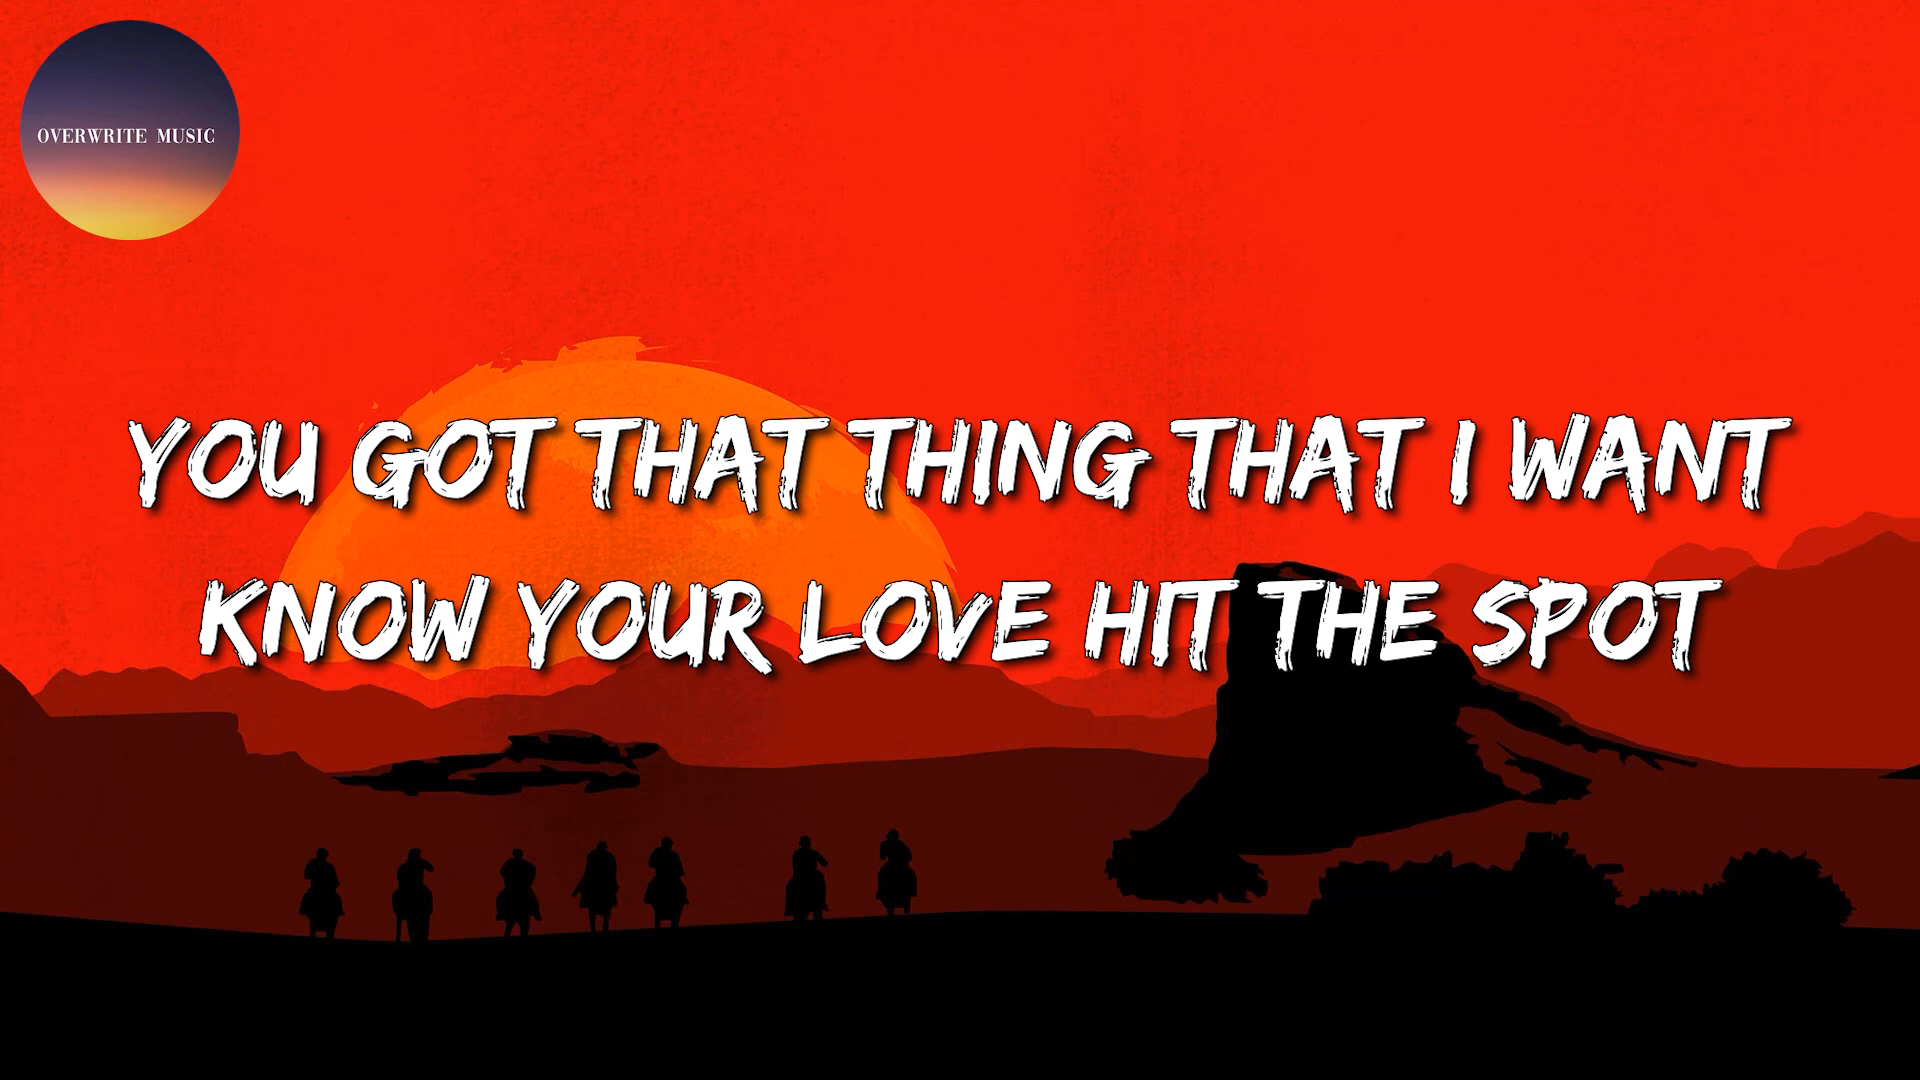 OVERWRITE MUSIC
YOU GOT THAT THING THAT I WANT
KNOW YOUR LOVE HIT THE SPOT